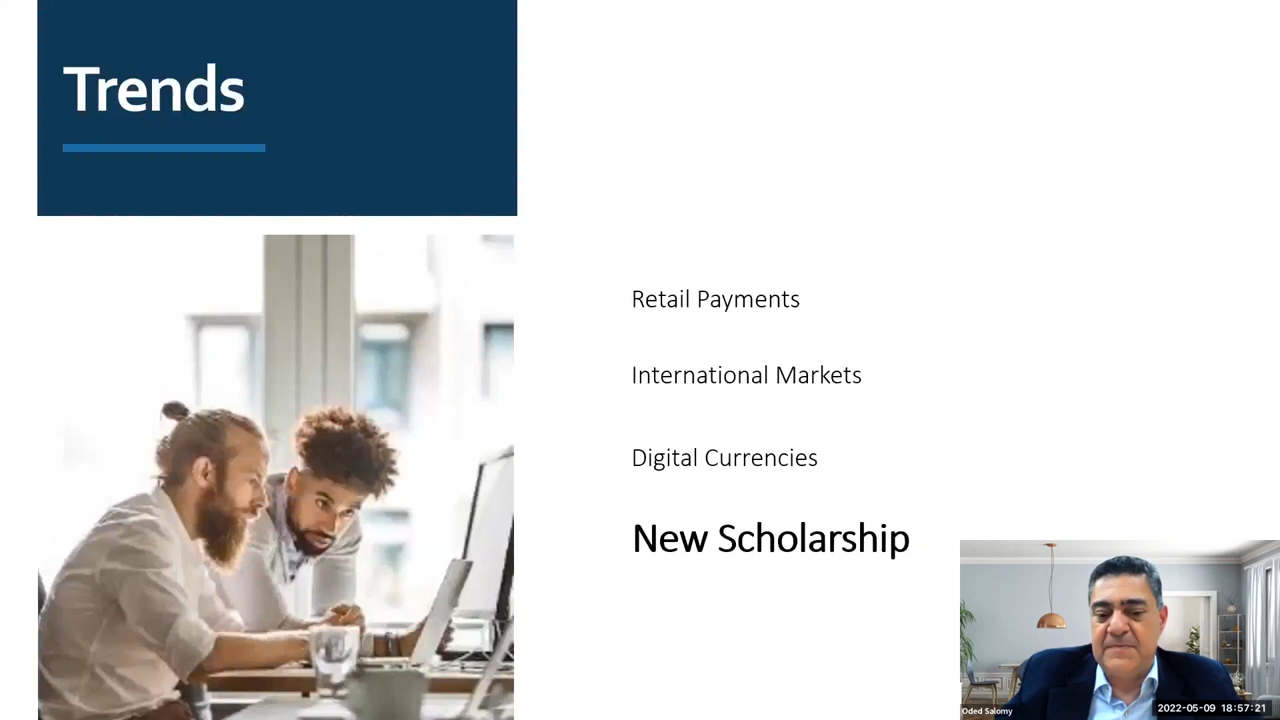 Trends
Retail Payments
International Markets
Digital Currencies
New Scholarship
Oded Salomy
2022-05-09 18:57:21